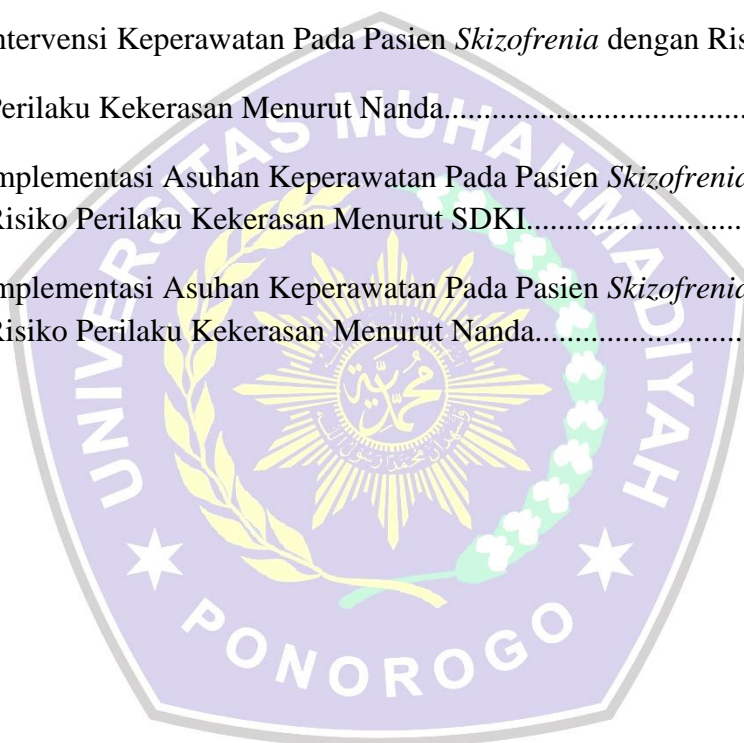 ntervensi Keperawatan Pada Pasien Skizofrenia dengan Ris
Perilaku Kekerasan Menurut Nanda.....................................
mplementasi Asuhan Keperawatan Pada Pasien Skizofrenia
Risiko Perilaku Kekerasan Menurut SDKI...........................
mplementasi Asuhan Keperawatan Pada Pasien Skizofrenia
Risiko Perilaku Kekerasan Menurut Nanda..........................
UNIVERSITAS MUHAMMADIYAH
محمدية
PONOROGO